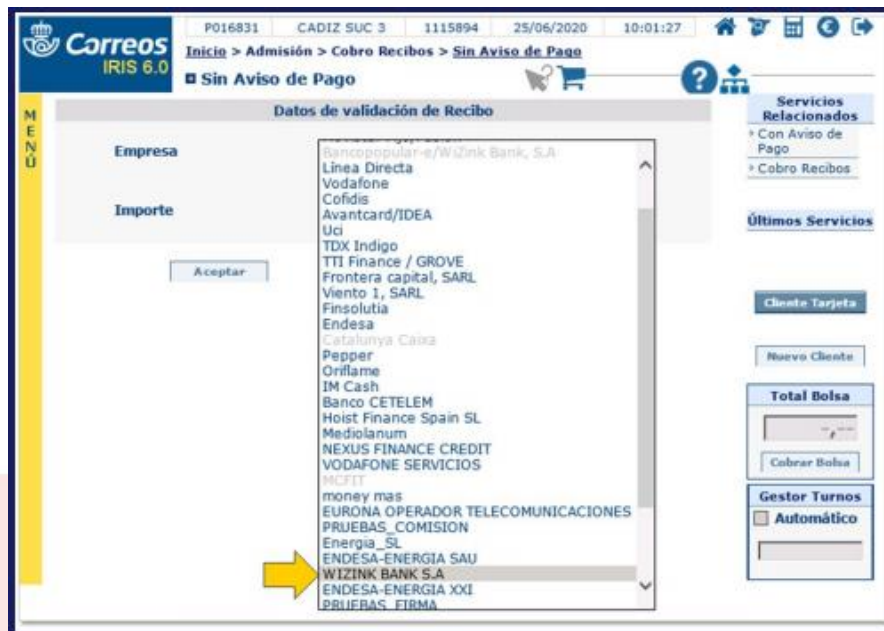 P016831 CADIZ SUC 3 1115894 25/06/2020 10:01:27
Correos
IRIS 6.0
Inicio > Admisión > Cobro Recibos > Sin Aviso de Pago
Sin Aviso de Pago
MENÚ
Datos de validación de Recibo
Empresa
Importe
Aceptar
Bancopopular-e/WiZink Bank, S.A
Línea Directa
Vodafone
Cofidis
Avantcard/IDEA
Uci
TDX Indigo
TTI Finance / GROVE
Frontera capital, SARL
Viento 1, SARL
Finsolutia
Endesa
Catalunya Caixa
Pepper
Oriflame
IM Cash
Banco CETELEM
Hoist Finance Spain SL
Mediolanum
NEXUS FINANCE CREDIT
VODAFONE SERVICIOS
MCFIT
money mas
EURONA OPERADOR TELECOMUNICACIONES
PRUEBAS_COMISION
Energia_SL
ENDESA-ENERGIA SAU
WIZINK BANK S.A
ENDESA-ENERGIA XXI
PRUEBAS_FIRMA
Servicios
Relacionados
Con Aviso de
Pago
Cobro Recibos
Últimos Servicios
Cliente Tarjeta
Nuevo Cliente
Total Bolsa
-,--
Cobrar Bolsa
Gestor Turnos
Automático